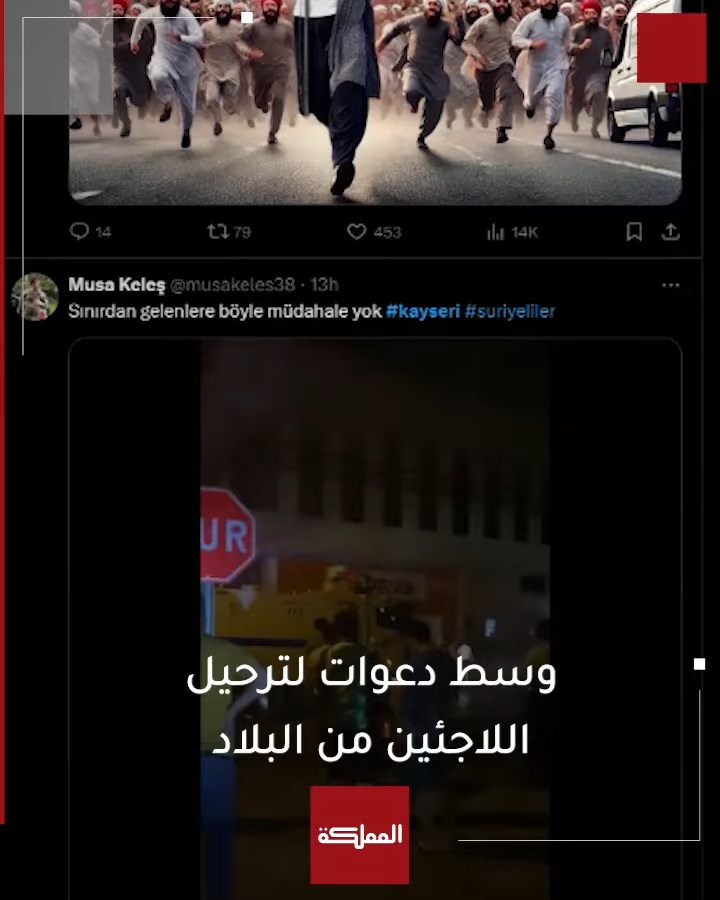 14 79 453 14K
Musa Keleş @musakeles38 · 13h
Sınırdan gelenlere böyle müdahale yok #kayseri #suriyeliler
UR
وسط دعوات لترحيل
اللاجئين من البلاد
المملكة